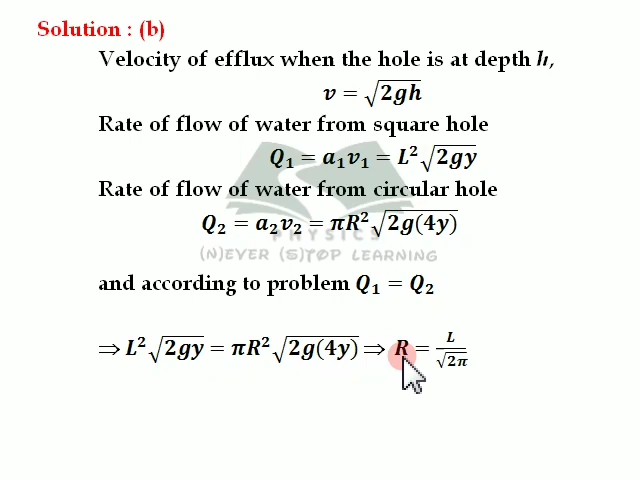 Solution : (b)
Velocity of efflux when the hole is at depth h,
v = √2gh
Rate of flow of water from square hole
Q₁ = a₁v₁ = L²√2gy
Rate of flow of water from circular hole
Q₂ = a₂v₂ = πR²√2g(4y)
PHYSICS
(N)EVER (S)TOP LEARNING
and according to problem Q₁ = Q₂
⇒ L²√2gy = πR²√2g(4y) ⇒ R = L/√2π